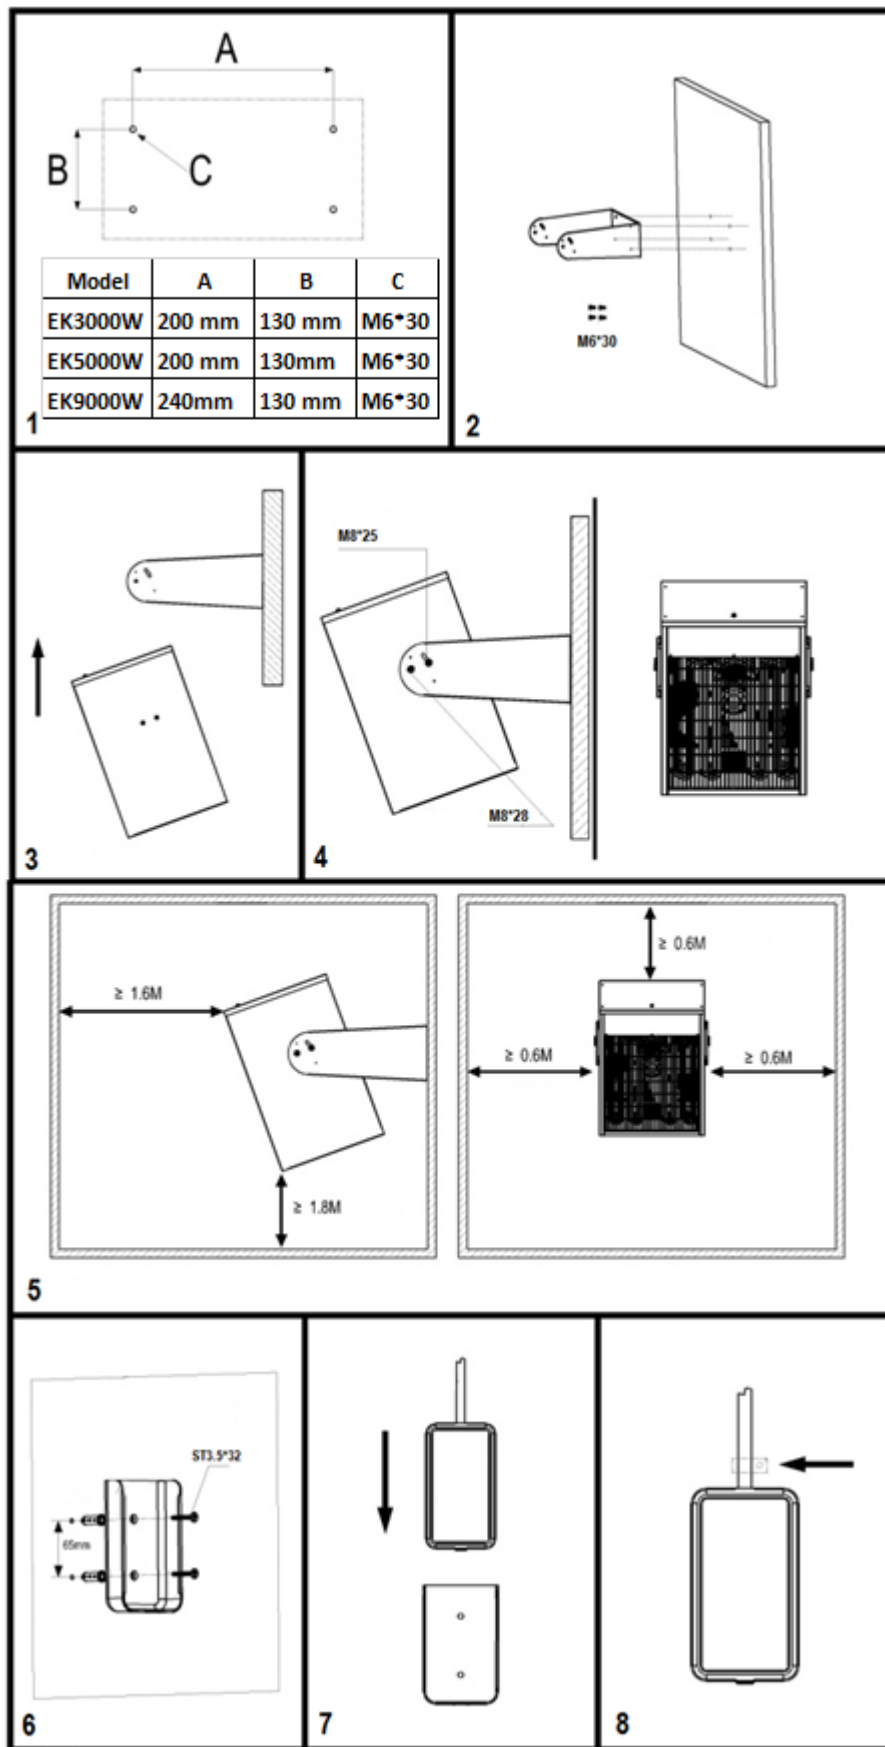 A
B
C
Model A B C
EK3000W 200 mm 130 mm M6*30
EK5000W 200 mm 130mm M6*30
EK9000W 240mm 130 mm M6*30
1
M6*30
2
3
M8*25
M8*28
4
≥ 1.6M
≥ 1.8M
≥ 0.6M
≥ 0.6M
≥ 0.6M
5
ST3.5*32
65mm
6
7
8